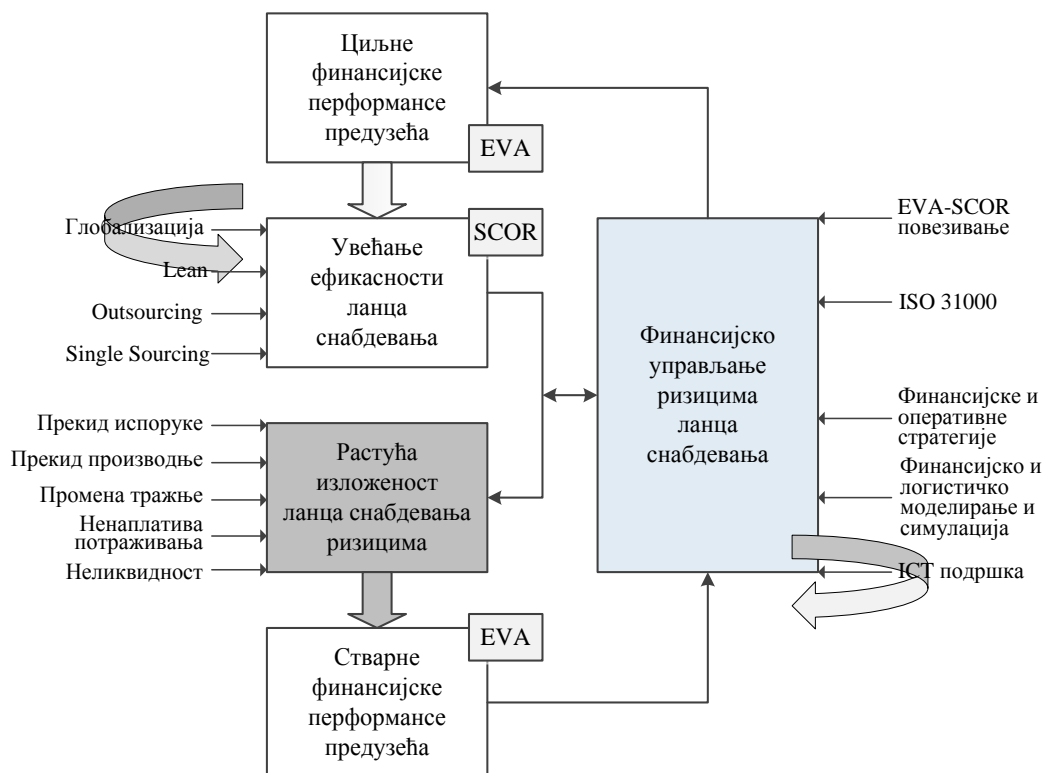 Циљне
финансијске
перформансе
предузећа
EVA
Глобализација
Lean
Outsourcing
Single Sourcing
Увећање
ефикасности
ланца
снабдевања
SCOR
Прекид испоруке
Прекид производње
Промена тражње
Ненаплатива
потраживања
Неликвидност
Растућа
изложеност
ланца снабдевања
ризицима
Стварне
финансијске
перформансе
предузећа
EVA
Финансијско
управљање
ризицима
ланца
снабдевања
EVA-SCOR
повезивање
ISO 31000
Финансијске и
оперативне
стратегије
Финансијско и
логистичко
моделирање и
симулација
ICT подршка